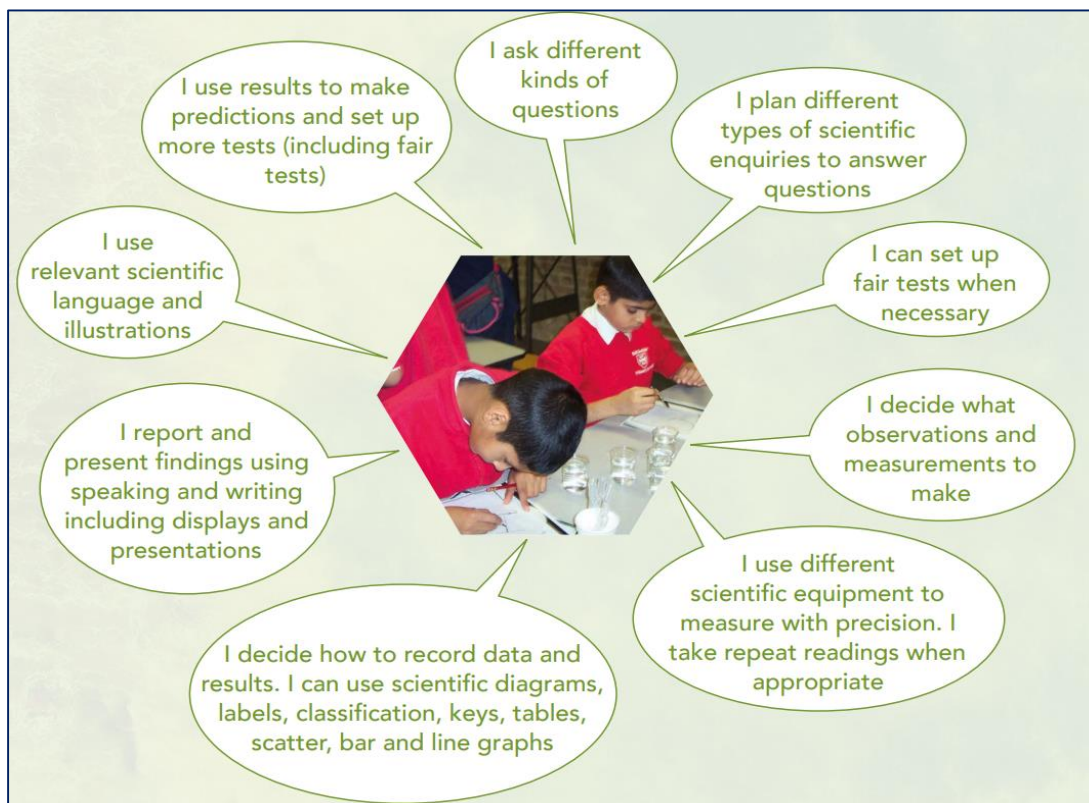 I ask different
kinds of
questions
I plan different
types of scientific
enquiries to answer
questions
I can set up
fair tests when
necessary
I decide what
observations and
measurements to
make
I use different
scientific equipment to
measure with precision. I
take repeat readings when
appropriate
I decide how to record data and
results. I can use scientific diagrams,
labels, classification, keys, tables,
scatter, bar and line graphs
I report and
present findings using
speaking and writing
including displays and
presentations
I use
relevant scientific
language and
illustrations
I use results to make
predictions and set up
more tests (including fair
tests)